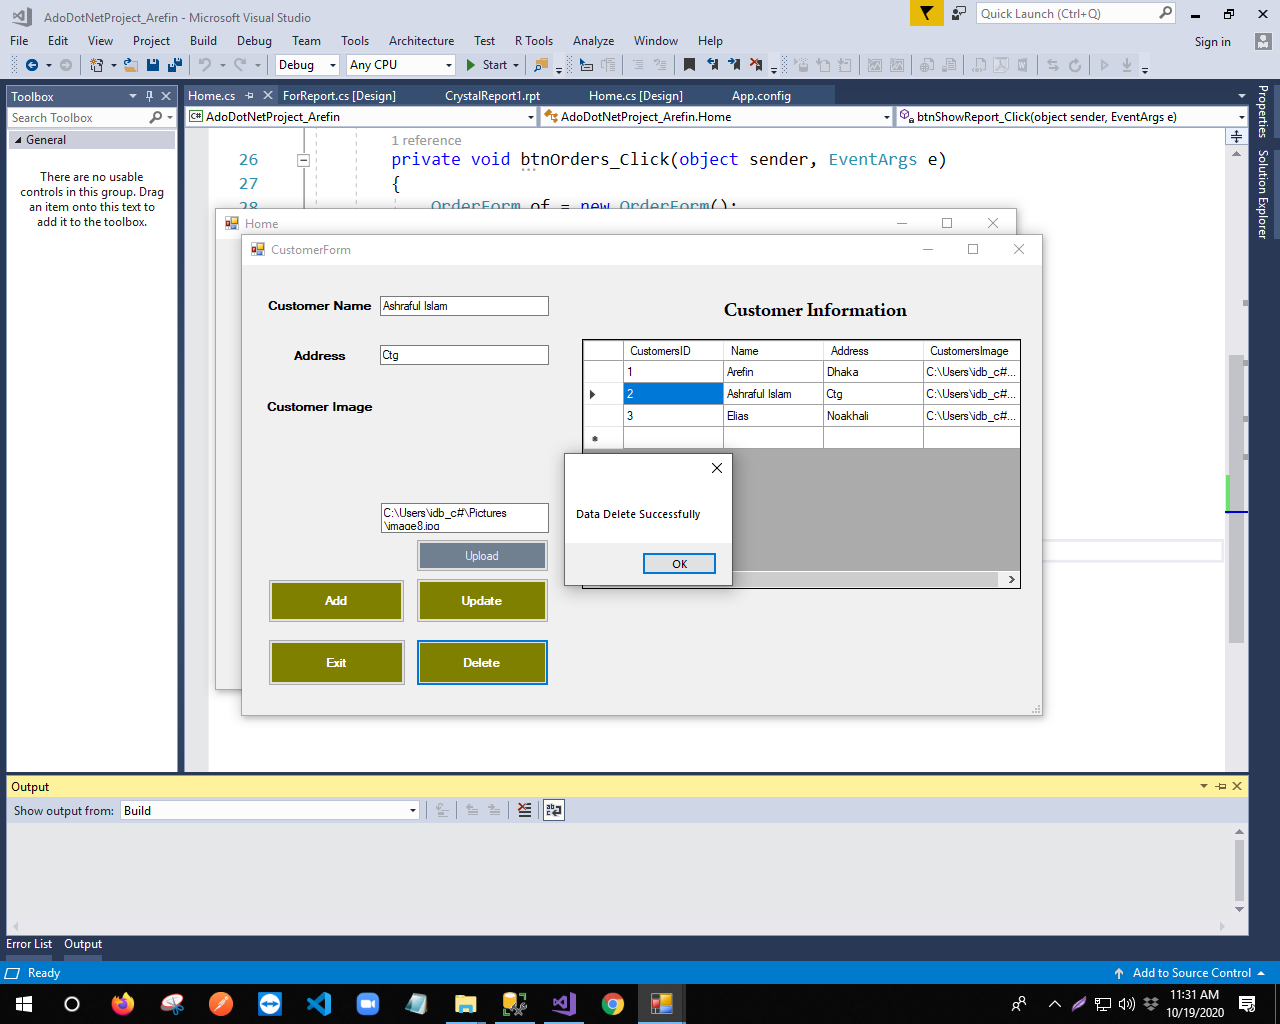 AdoDotNetProject_Arefin - Microsoft Visual Studio
Quick Launch (Ctrl+Q)
File Edit View Project Build Debug Team Tools Architecture Test R Tools Analyze Window Help
Sign in
Debug Any CPU Start
Toolbox
Home.cs ForReport.cs [Design] CrystalReport1.rpt Home.cs [Design] App.config
Search Toolbox
C# AdoDotNetProject_Arefin AdoDotNetProject_Arefin.Home btnShowReport_Click(object sender, EventArgs e)
General
There are no usable
controls in this group. Drag
an item onto this text to
add it to the toolbox.
Properties
Solution Explorer
1 reference
26 private void btnOrders_Click(object sender, EventArgs e)
27 {
28 OrderForm of = new OrderForm();
Home
CustomerForm
Customer Name Ashraful Islam
Address Ctg
Customer Image
C:\Users\idb_c#\Pictures
\image8.jpg
Upload
Add Update
Exit Delete
Customer Information
CustomersID Name Address CustomersImage
1 Arefin Dhaka C:\Users\idb_c#...
2 Ashraful Islam Ctg C:\Users\idb_c#...
3 Elias Noakhali C:\Users\idb_c#...
Data Delete Successfully
OK
Output
Show output from: Build
Error List Output
Ready
Add to Source Control
11:31 AM
10/19/2020